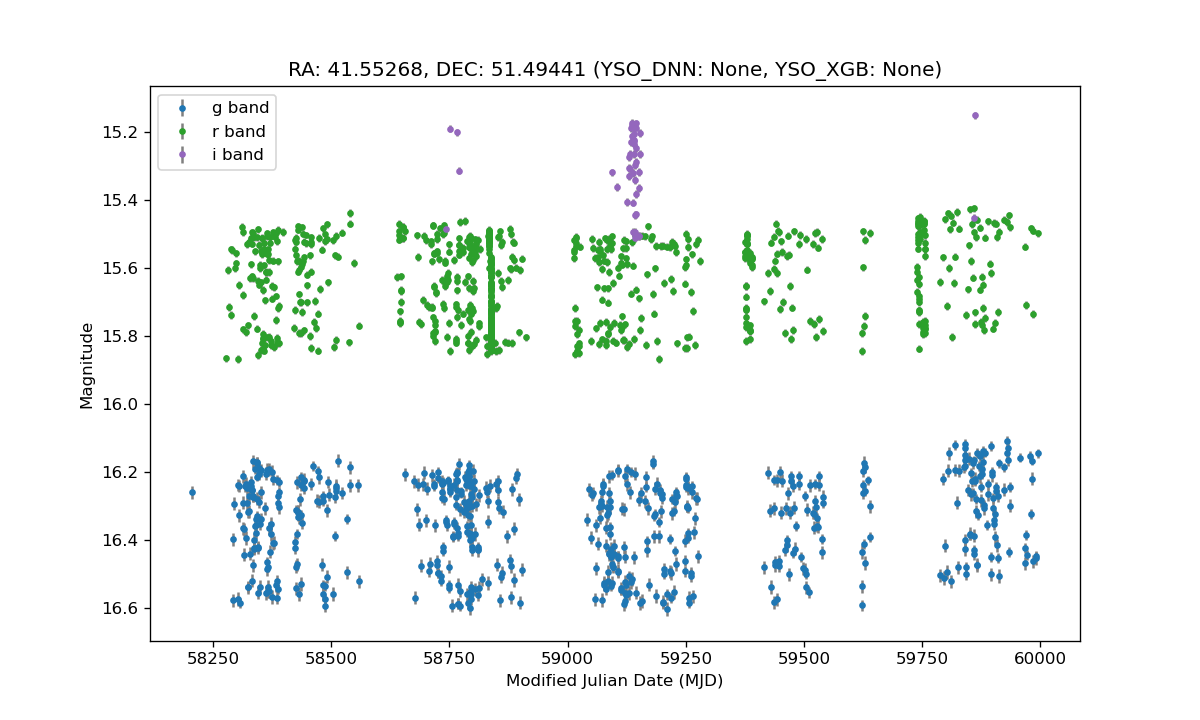 RA: 41.55268, DEC: 51.49441 (YSO_DNN: None, YSO_XGB: None)
g band
r band
i band
15.2
15.4
15.6
15.8
16.0
16.2
16.4
16.6
Magnitude
58250 58500 58750 59000 59250 59500 59750 60000
Modified Julian Date (MJD)